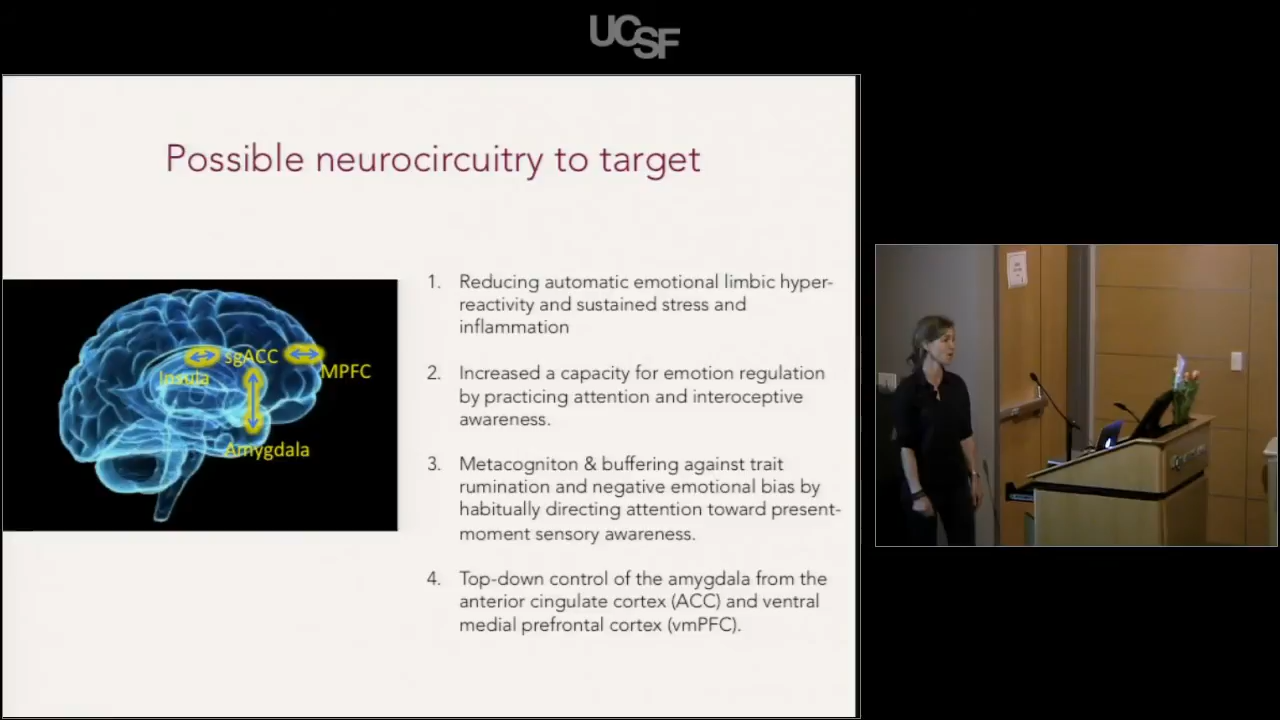 UCSF
Possible neurocircuitry to target
1. Reducing automatic emotional limbic hyper-
reactivity and sustained stress and
inflammation
2. Increased a capacity for emotion regulation
by practicing attention and interoceptive
awareness.
3. Metacogniton & buffering against trait
rumination and negative emotional bias by
habitually directing attention toward present-
moment sensory awareness.
4. Top-down control of the amygdala from the
anterior cingulate cortex (ACC) and ventral
medial prefrontal cortex (vmPFC).
sgACC
MPFC
Insula
Amygdala